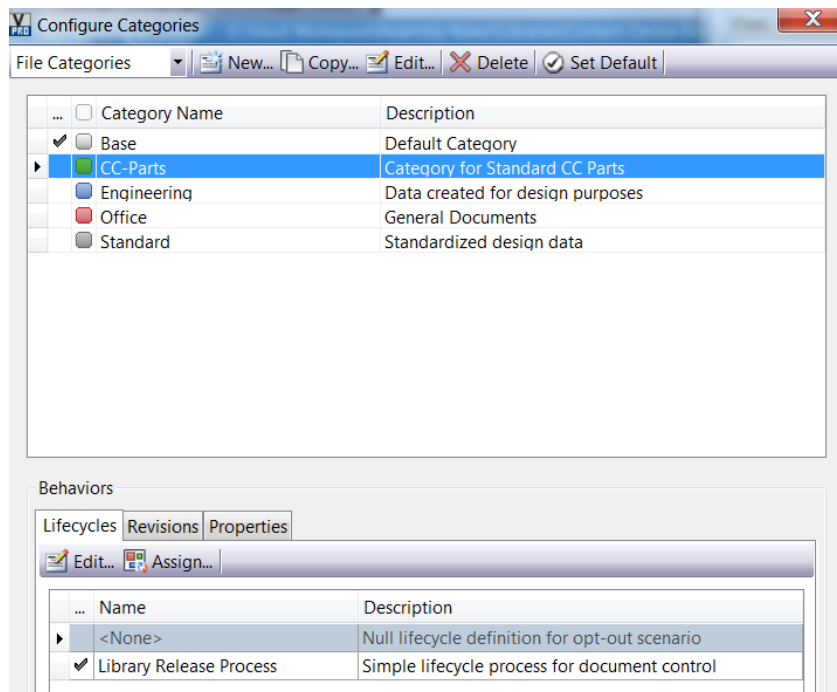 PRO Configure Categories
File Categories New... Copy... Edit... Delete Set Default
... Category Name Description
Base Default Category
CC-Parts Category for Standard CC Parts
Engineering Data created for design purposes
Office General Documents
Standard Standardized design data
Behaviors
Lifecycles Revisions Properties
Edit... Assign...
... Name Description
<None> Null lifecycle definition for opt-out scenario
Library Release Process Simple lifecycle process for document control